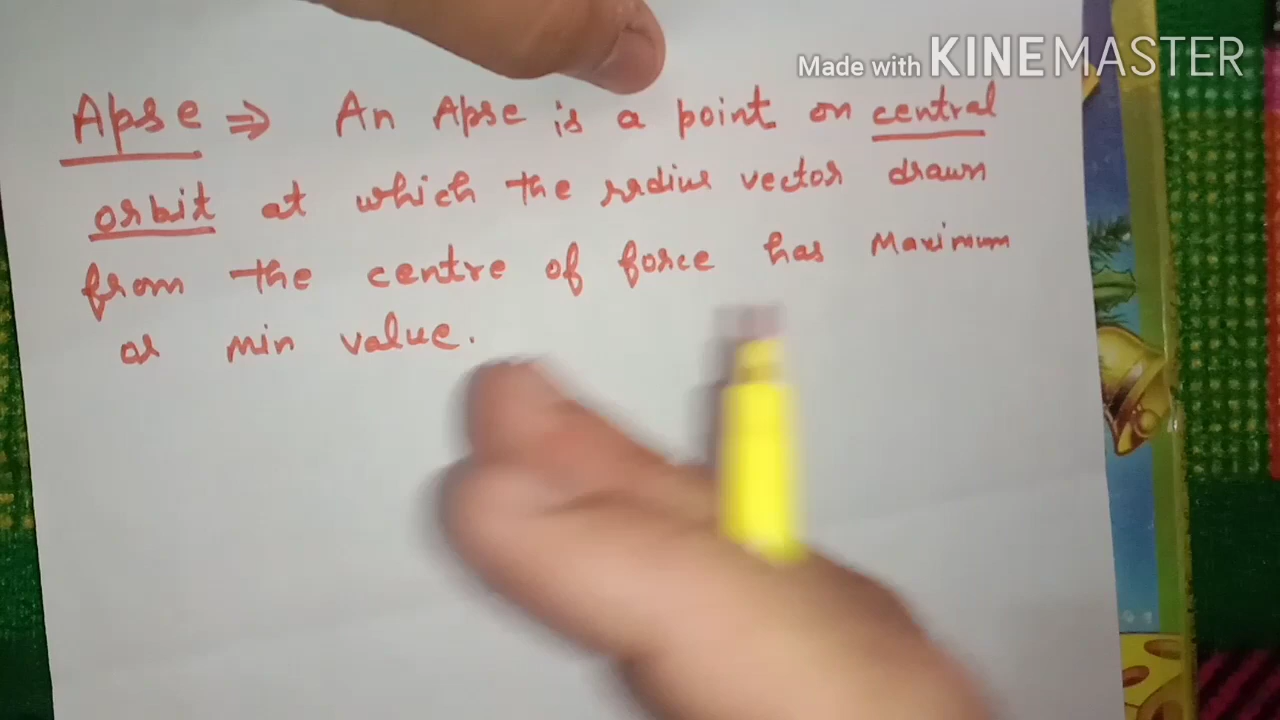 Made with KINEMASTER
Apse ⇒ An Apse is a point on central
orbit at which the radius vector drawn
from the centre of force has Maximum
or min value.